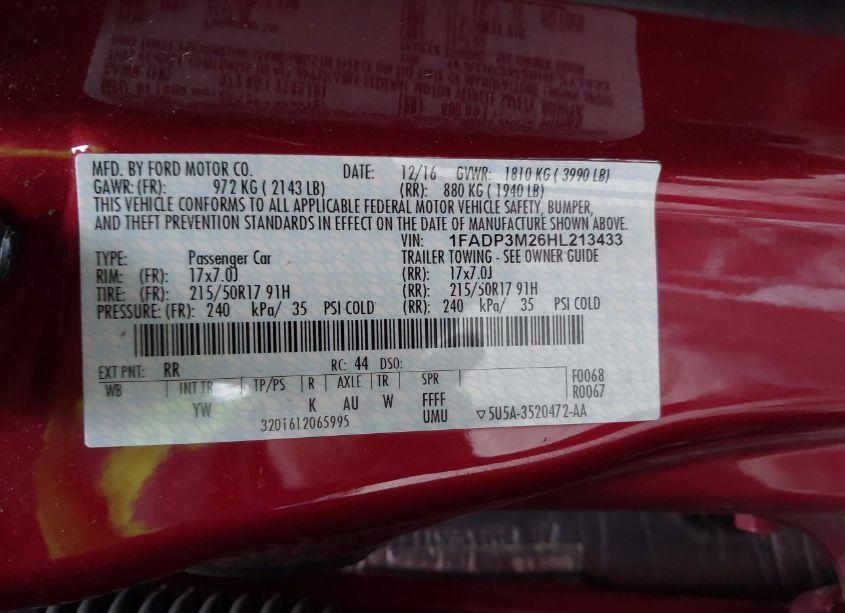 MFD. BY FORD MOTOR CO. DATE: 12/16 GVWR: 1810 KG ( 3990 LB)
GAWR: (FR): 972 KG ( 2143 LB) (RR): 880 KG ( 1940 LB)
THIS VEHICLE CONFORMS TO ALL APPLICABLE FEDERAL MOTOR VEHICLE SAFETY, BUMPER,
AND THEFT PREVENTION STANDARDS IN EFFECT ON THE DATE OF MANUFACTURE SHOWN ABOVE.
VIN: 1FADP3M26HL213433
TYPE: Passenger Car TRAILER TOWING - SEE OWNER GUIDE
RIM: (FR): 17x7.0J (RR): 17x7.0J
TIRE: (FR): 215/50R17 91H (RR): 215/50R17 91H
PRESSURE: (FR): 240 kPa/ 35 PSI COLD (RR): 240 kPa/ 35 PSI COLD
EXT PNT: RR RC: 44 DSO:
WB INT TR TP/PS R AXLE TR SPR F0068
YW K AU W FFFF R0067
3201612065995 UMU ▽5U5A-3520472-AA